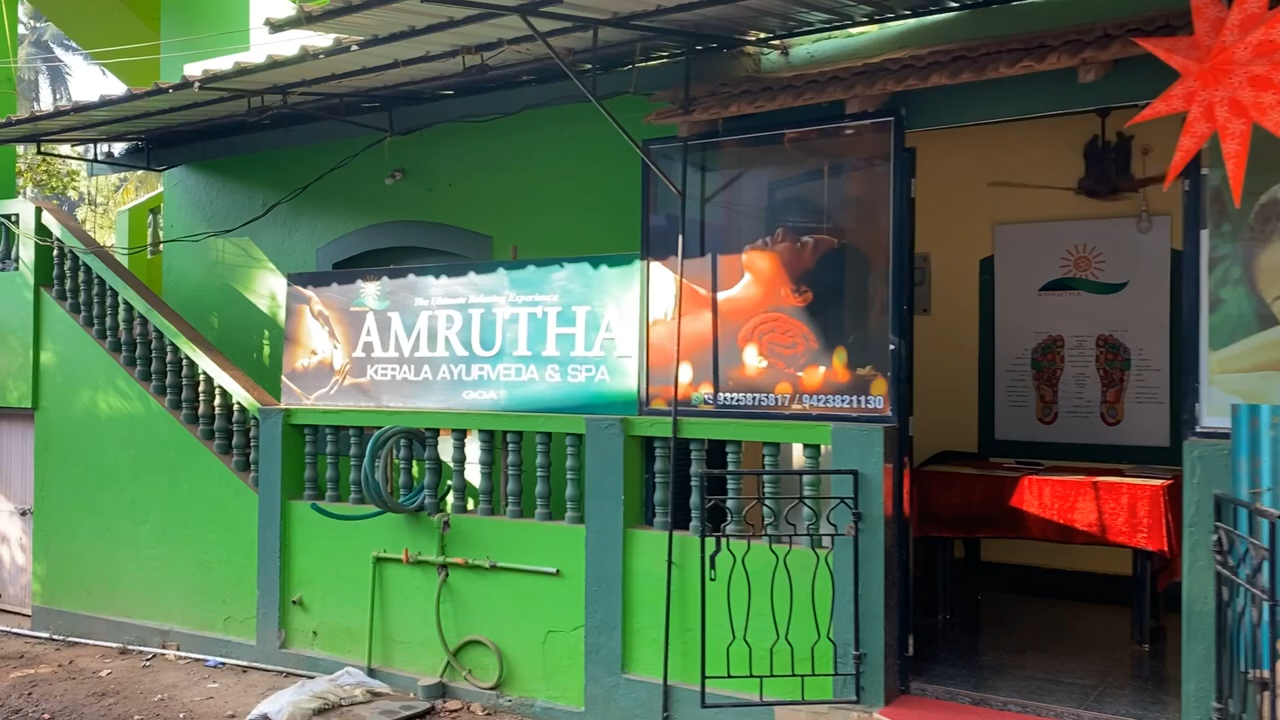 The Ultimate Relaxing Experience
AMRUTHA
KERALA AYURVEDA & SPA
GOA
9325875817 / 9423821130